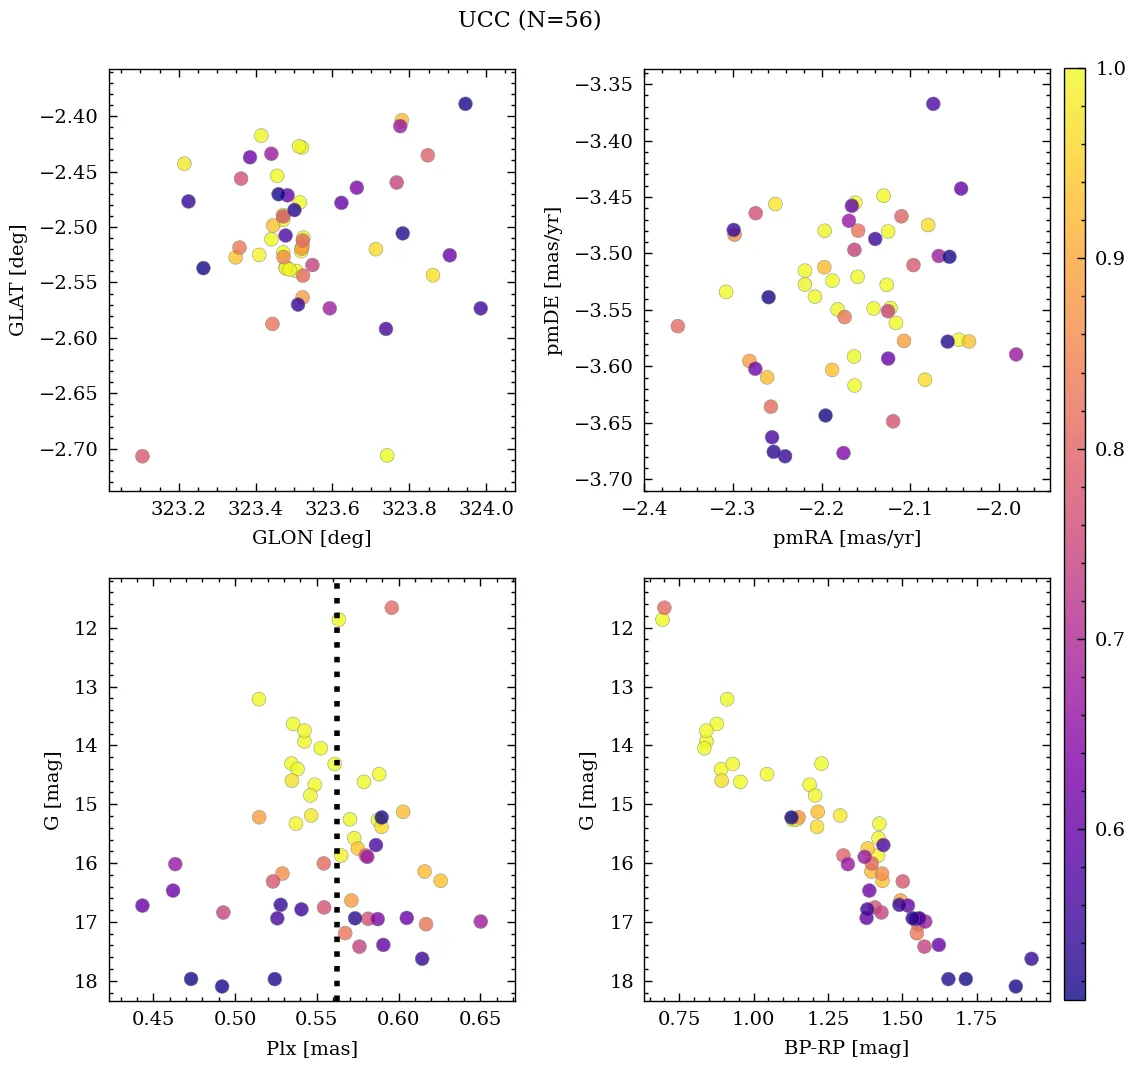 UCC (N=56)
−2.40
−2.45
−2.50
−2.55
−2.60
−2.65
−2.70
GLAT [deg]
323.2 323.4 323.6 323.8 324.0
GLON [deg]
−3.35
−3.40
−3.45
−3.50
−3.55
−3.60
−3.65
−3.70
pmDE [mas/yr]
−2.4 −2.3 −2.2 −2.1 −2.0
pmRA [mas/yr]
1.0
0.9
0.8
0.7
0.6
12
13
14
15
16
17
18
G [mag]
0.45 0.50 0.55 0.60 0.65
Plx [mas]
12
13
14
15
16
17
18
G [mag]
0.75 1.00 1.25 1.50 1.75
BP-RP [mag]